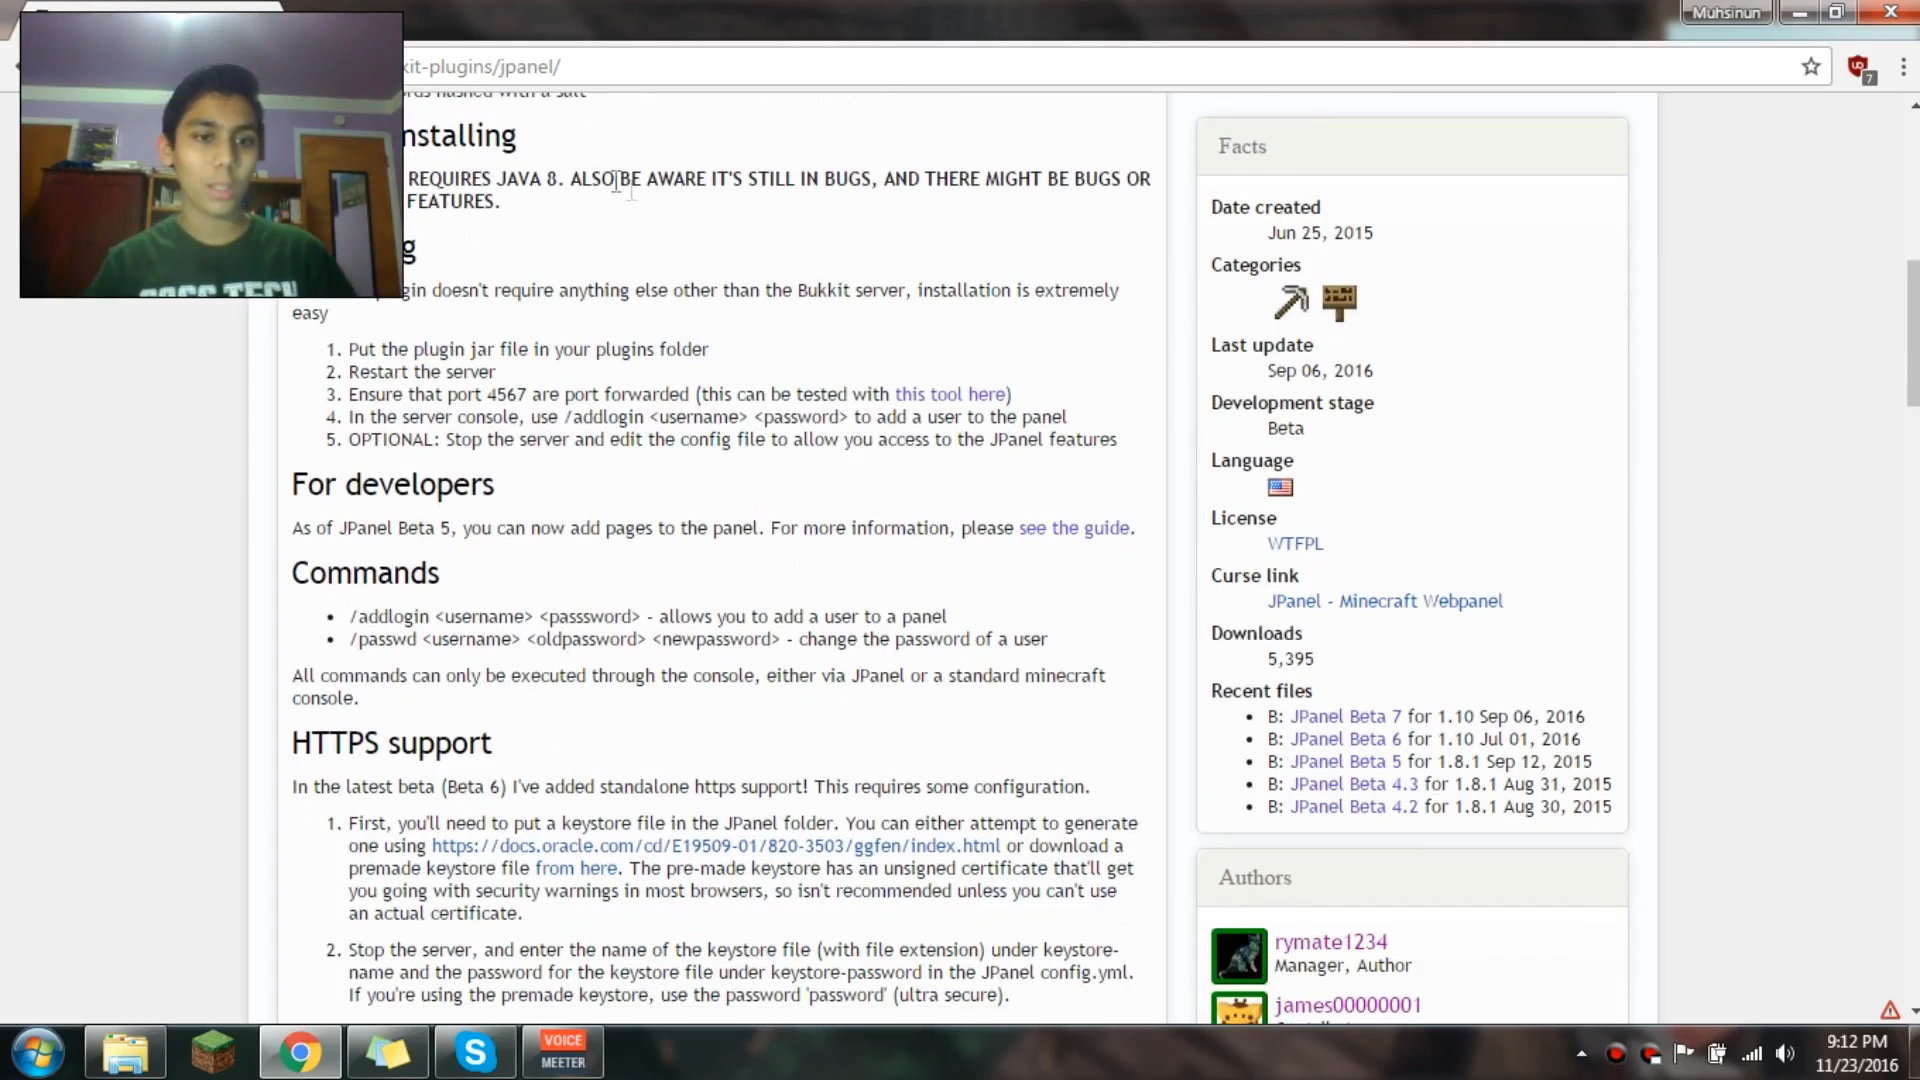 Muhsinun
kit-plugins/jpanel/
7
nstalling
Facts
REQUIRES JAVA 8. ALSO BE AWARE IT'S STILL IN BUGS, AND THERE MIGHT BE BUGS OR
FEATURES.
Date created
Jun 25, 2015
g
Categories
doesn't require anything else other than the Bukkit server, installation is extremely
easy
Last update
Sep 06, 2016
1. Put the plugin jar file in your plugins folder
2. Restart the server
3. Ensure that port 4567 are port forwarded (this can be tested with this tool here)
4. In the server console, use /addlogin <username> <password> to add a user to the panel
5. OPTIONAL: Stop the server and edit the config file to allow you access to the JPanel features
Development stage
Beta
Language
For developers
As of JPanel Beta 5, you can now add pages to the panel. For more information, please see the guide.
License
WTFPL
Commands
Curse link
JPanel - Minecraft Webpanel
• /addlogin <username> <passsword> - allows you to add a user to a panel
• /passwd <username> <oldpassword> <newpassword> - change the password of a user
Downloads
5,395
All commands can only be executed through the console, either via JPanel or a standard minecraft
console.
Recent files
• B: JPanel Beta 7 for 1.10 Sep 06, 2016
• B: JPanel Beta 6 for 1.10 Jul 01, 2016
• B: JPanel Beta 5 for 1.8.1 Sep 12, 2015
• B: JPanel Beta 4.3 for 1.8.1 Aug 31, 2015
• B: JPanel Beta 4.2 for 1.8.1 Aug 30, 2015
HTTPS support
In the latest beta (Beta 6) I've added standalone https support! This requires some configuration.
1. First, you'll need to put a keystore file in the JPanel folder. You can either attempt to generate
one using https://docs.oracle.com/cd/E19509-01/820-3503/ggfen/index.html or download a
premade keystore file from here. The pre-made keystore has an unsigned certificate that'll get
you going with security warnings in most browsers, so isn't recommended unless you can't use
an actual certificate.
Authors
2. Stop the server, and enter the name of the keystore file (with file extension) under keystore-
name and the password for the keystore file under keystore-password in the JPanel config.yml.
If you're using the premade keystore, use the password 'password' (ultra secure).
rymate1234
Manager, Author
james00000001
VOICE
MEETER
9:12 PM
11/23/2016